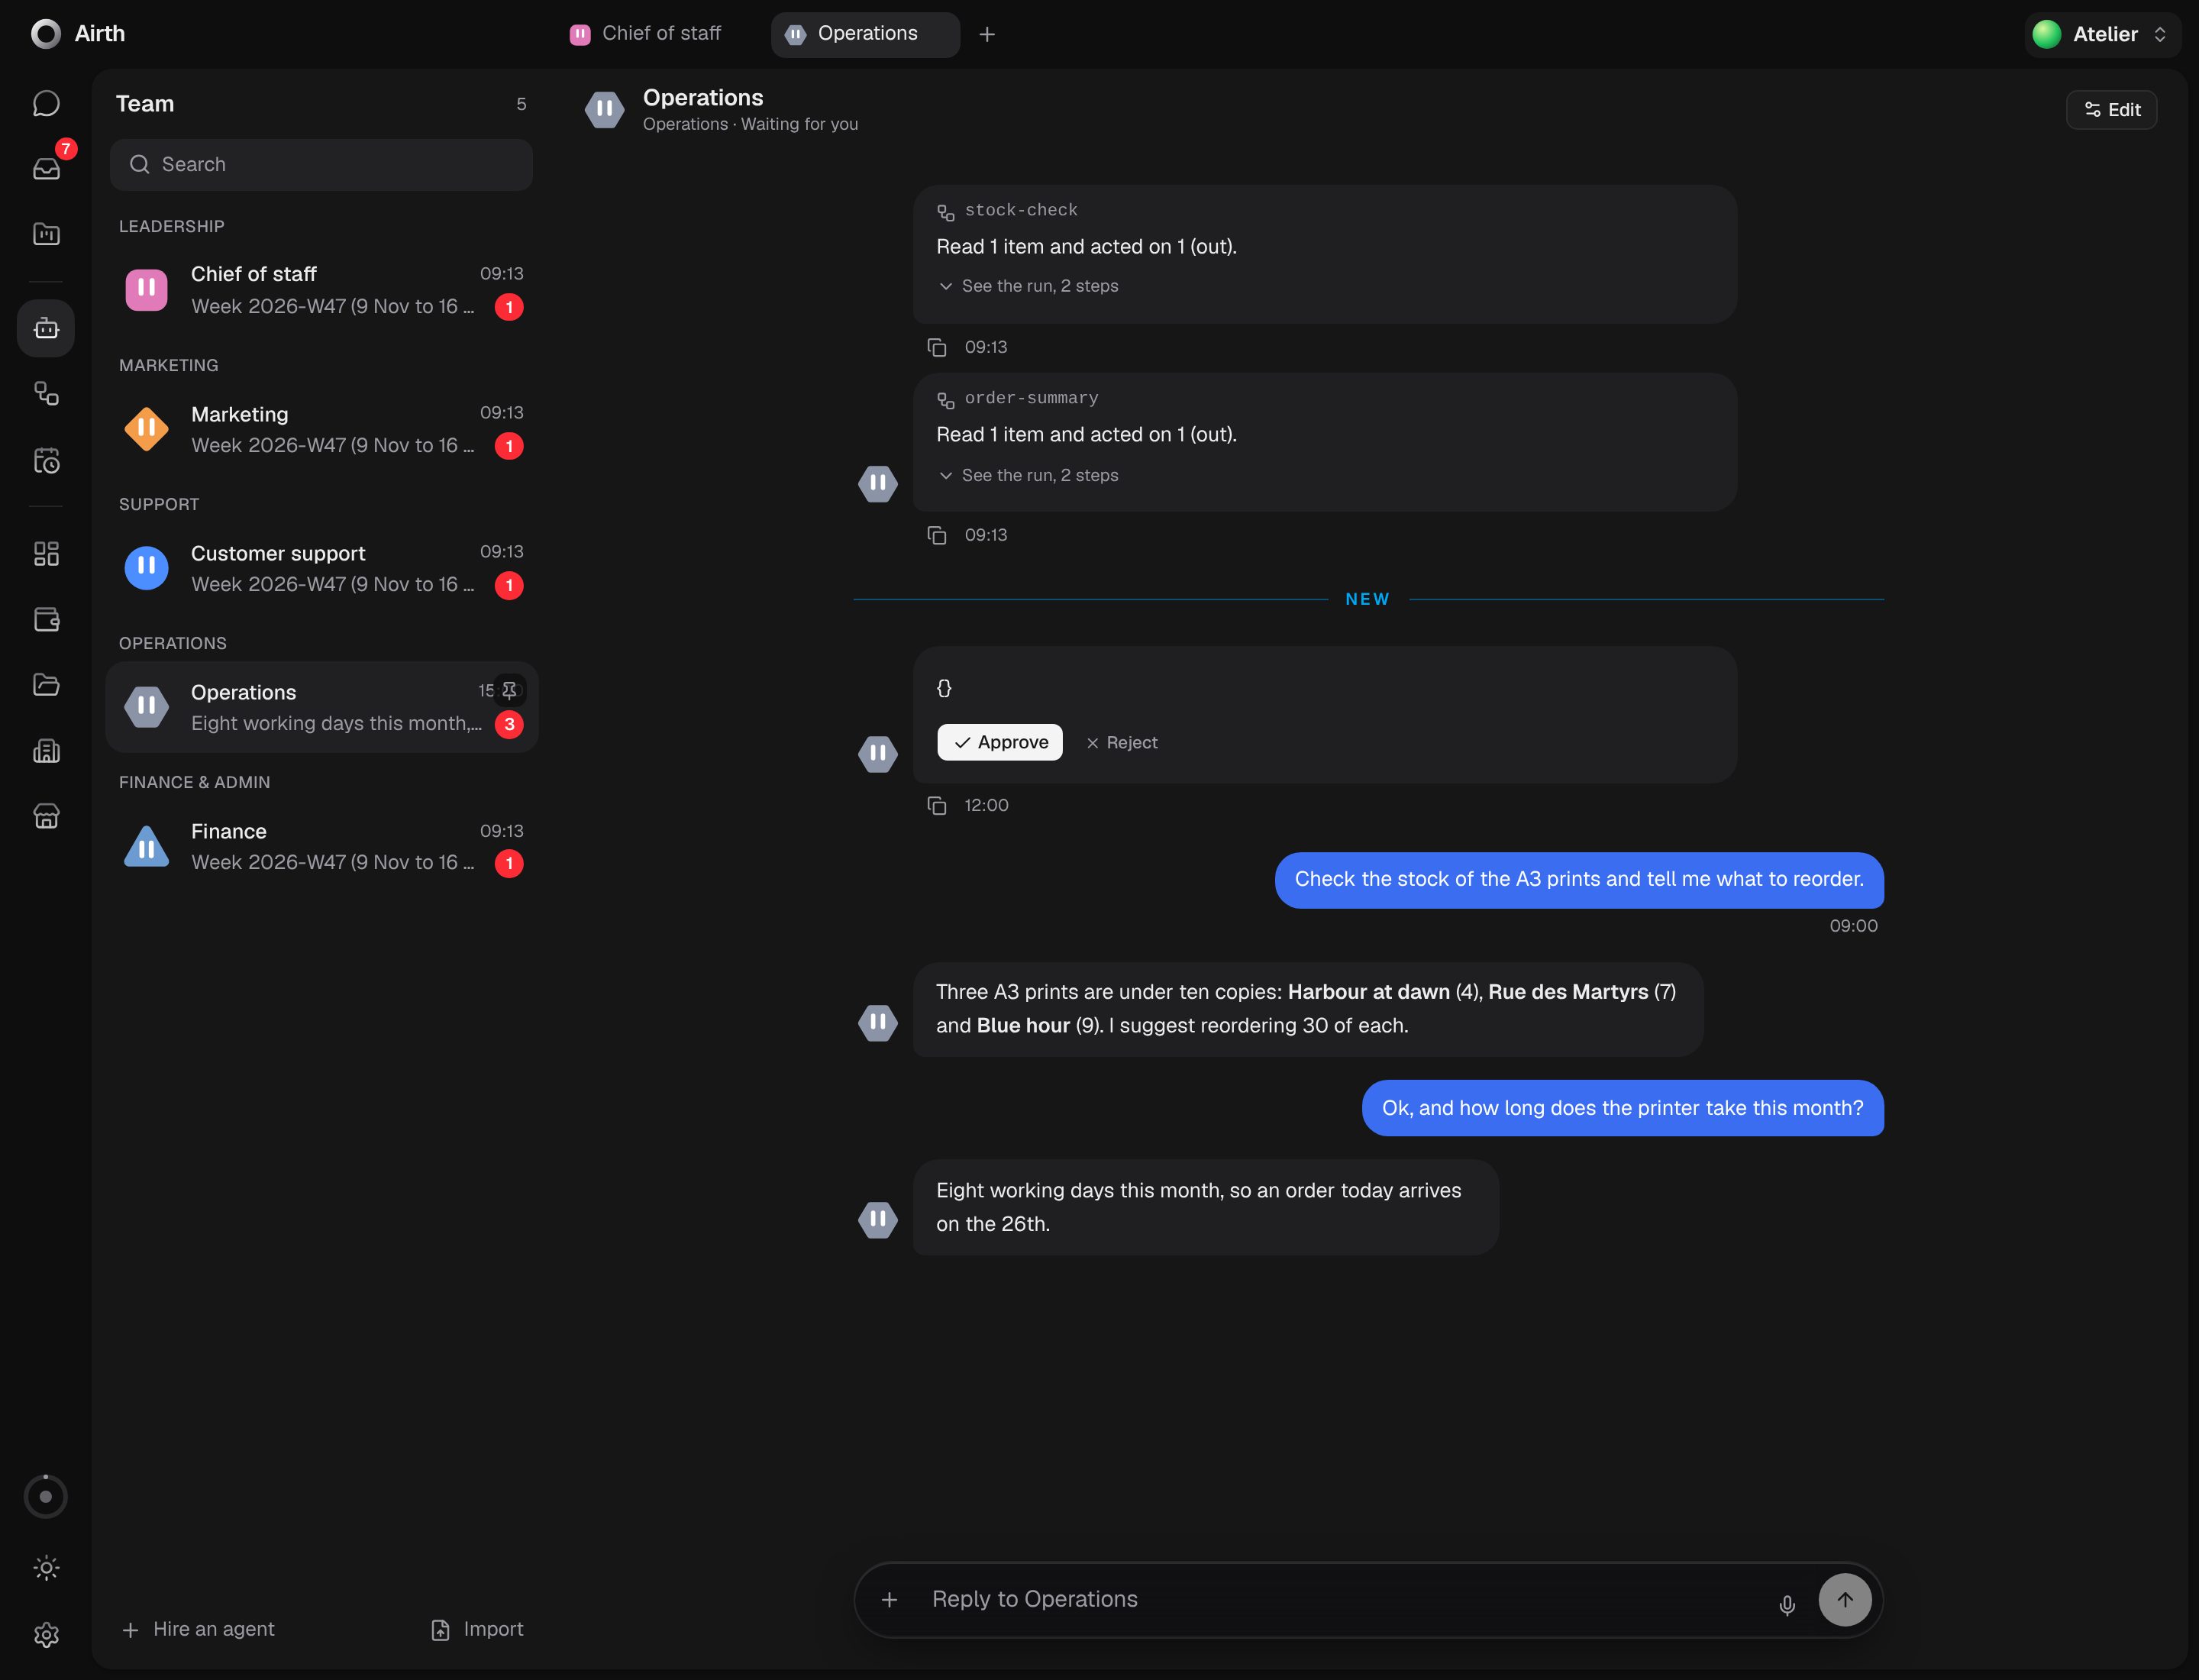 Airth
Chief of staff
Operations
Atelier
7
Team
5
Search
LEADERSHIP
Chief of staff
09:13
Week 2026-W47 (9 Nov to 16 ...
1
MARKETING
Marketing
09:13
Week 2026-W47 (9 Nov to 16 ...
1
SUPPORT
Customer support
09:13
Week 2026-W47 (9 Nov to 16 ...
1
OPERATIONS
Operations
Eight working days this month,...
3
FINANCE & ADMIN
Finance
09:13
Week 2026-W47 (9 Nov to 16 ...
1
Hire an agent
Import
Operations
Operations · Waiting for you
Edit
stock-check
Read 1 item and acted on 1 (out).
See the run, 2 steps
09:13
order-summary
Read 1 item and acted on 1 (out).
See the run, 2 steps
09:13
NEW
{}
Approve
Reject
12:00
Check the stock of the A3 prints and tell me what to reorder.
09:00
Three A3 prints are under ten copies: Harbour at dawn (4), Rue des Martyrs (7)
and Blue hour (9). I suggest reordering 30 of each.
Ok, and how long does the printer take this month?
Eight working days this month, so an order today arrives
on the 26th.
Reply to Operations